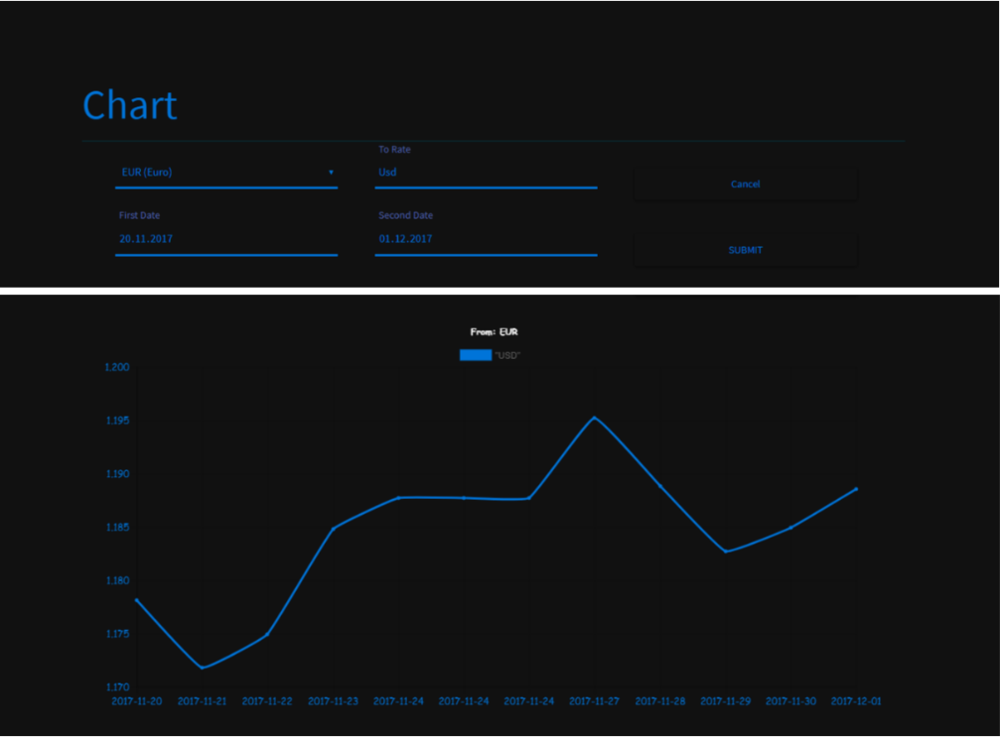 Chart
To Rate
EUR (Euro) ▾ Usd
Cancel
First Date Second Date
20.11.2017 01.12.2017
SUBMIT
From: EUR
"USD"
1,200
1,195
1,190
1,185
1,180
1,175
1,170
2017-11-20 2017-11-21 2017-11-22 2017-11-23 2017-11-24 2017-11-24 2017-11-24 2017-11-27 2017-11-28 2017-11-29 2017-11-30 2017-12-01